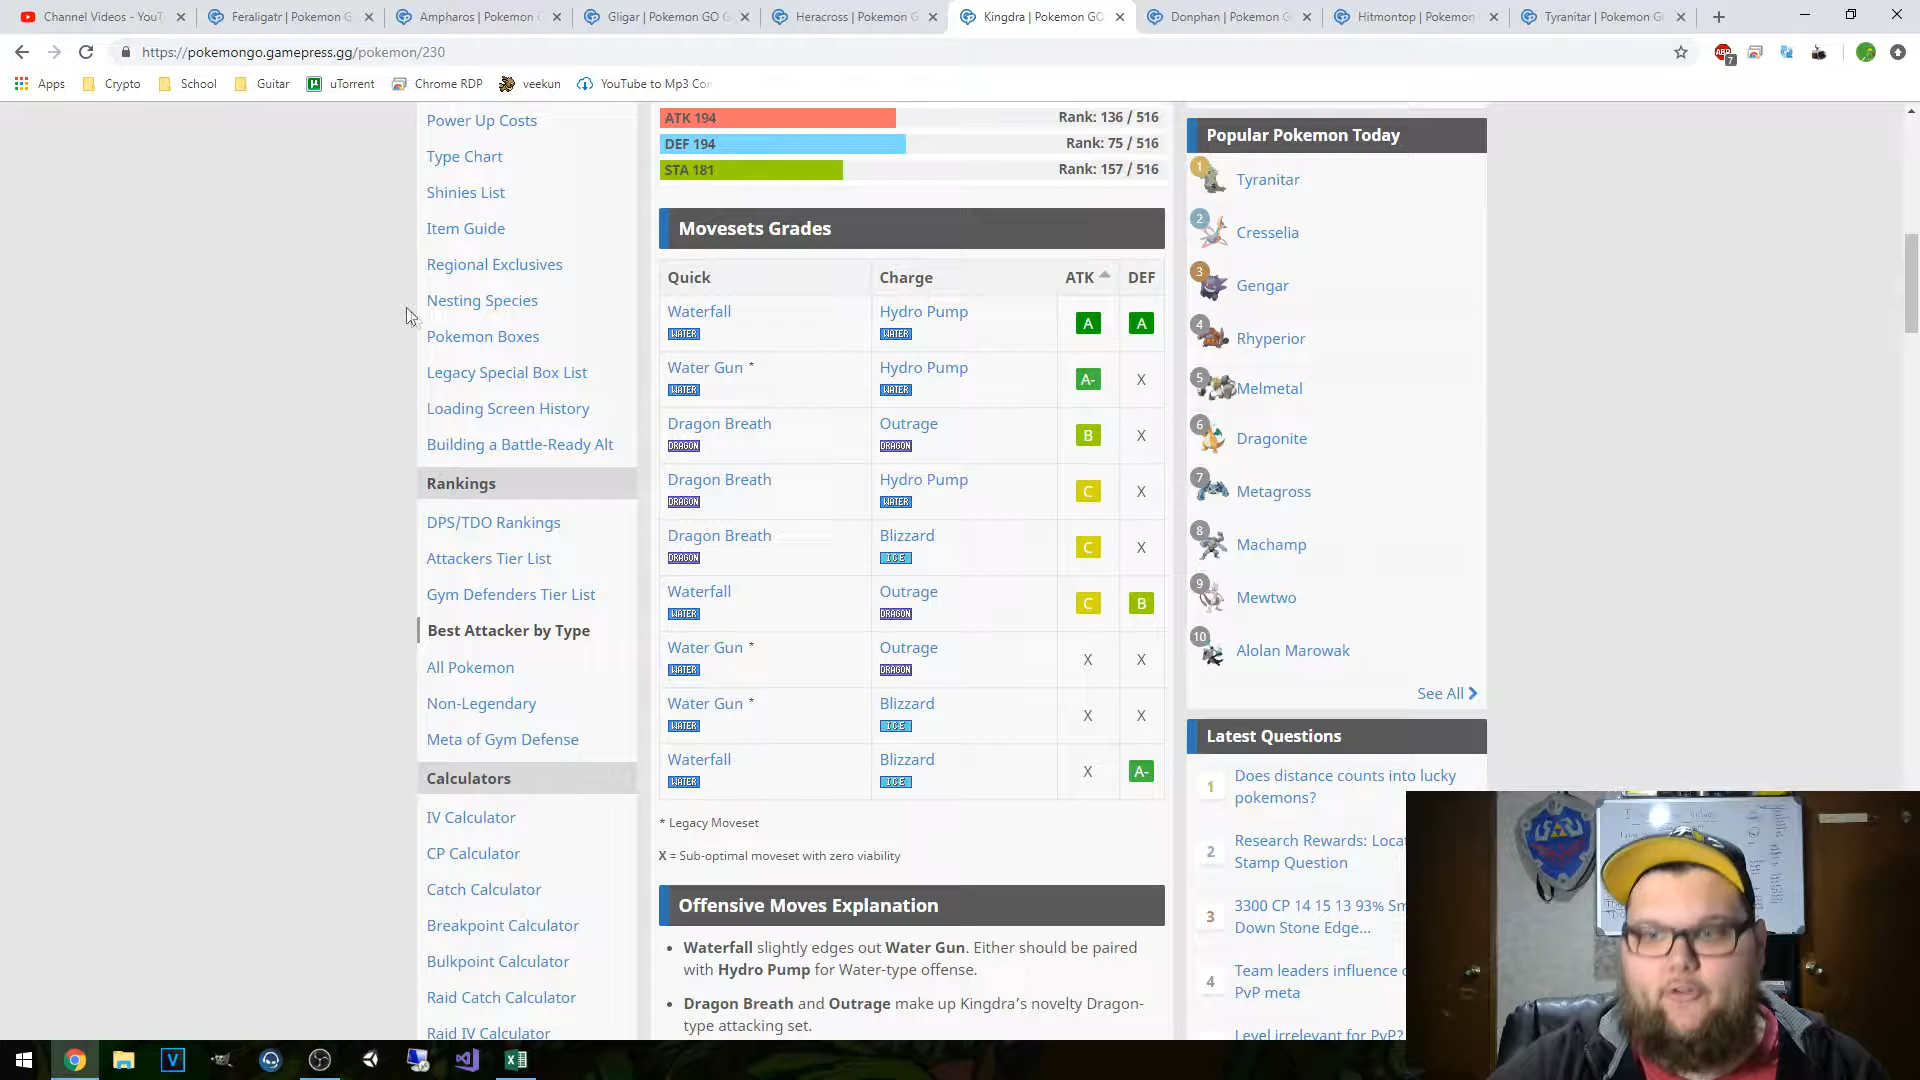 Channel Videos - YouT
Feraligatr | Pokemon G
Ampharos | Pokemon
Gligar | Pokemon GO G
Heracross | Pokemon G
Kingdra | Pokemon GO
Donphan | Pokemon G
Hitmontop | Pokemon
Tyranitar | Pokemon G
https://pokemongo.gamepress.gg/pokemon/230
ABP
7
Apps
Crypto
School
Guitar
uTorrent
Chrome RDP
veekun
YouTube to Mp3 Con
Power Up Costs
Type Chart
Shinies List
Item Guide
Regional Exclusives
Nesting Species
Pokemon Boxes
Legacy Special Box List
Loading Screen History
Building a Battle-Ready Alt
Rankings
DPS/TDO Rankings
Attackers Tier List
Gym Defenders Tier List
Best Attacker by Type
All Pokemon
Non-Legendary
Meta of Gym Defense
Calculators
IV Calculator
CP Calculator
Catch Calculator
Breakpoint Calculator
Bulkpoint Calculator
Raid Catch Calculator
Raid IV Calculator
ATK 194 Rank: 136 / 516
DEF 194 Rank: 75 / 516
STA 181 Rank: 157 / 516
Movesets Grades
Quick Charge ATK DEF
Waterfall Hydro Pump A A
WATER WATER
Water Gun * Hydro Pump A- X
WATER WATER
Dragon Breath Outrage B X
DRAGON DRAGON
Dragon Breath Hydro Pump C X
DRAGON WATER
Dragon Breath Blizzard C X
DRAGON ICE
Waterfall Outrage C B
WATER DRAGON
Water Gun * Outrage X X
WATER DRAGON
Water Gun * Blizzard X X
WATER ICE
Waterfall Blizzard X A-
WATER ICE
* Legacy Moveset
X = Sub-optimal moveset with zero viability
Offensive Moves Explanation
• Waterfall slightly edges out Water Gun. Either should be paired
with Hydro Pump for Water-type offense.
• Dragon Breath and Outrage make up Kingdra's novelty Dragon-
type attacking set.
Popular Pokemon Today
1 Tyranitar
2 Cresselia
3 Gengar
4 Rhyperior
5 Melmetal
6 Dragonite
7 Metagross
8 Machamp
9 Mewtwo
10 Alolan Marowak
See All
Latest Questions
1 Does distance counts into lucky
pokemons?
2 Research Rewards: Locat
Stamp Question
3 3300 CP 14 15 13 93% Sm
Down Stone Edge...
4 Team leaders influence
PvP meta
Level irrelevant for PvP?
V